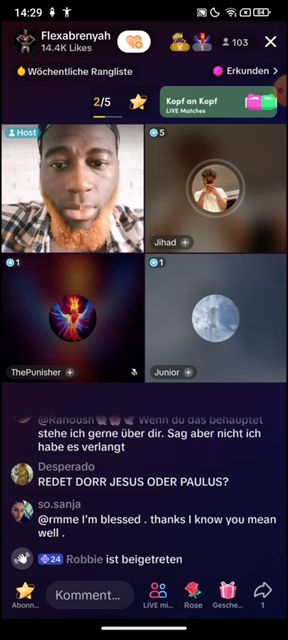 14:29
84
Flexabrenyah
14.4K Likes
103
Wöchentliche Rangliste
Erkunden
2/5
Kopf an Kopf
LIVE Matches
Host
5
Jihad
1
ThePunisher
1
Junior
@Ranoush Wenn du das behauptet
stehe ich gerne über dir. Sag aber nicht ich
habe es verlangt
Desperado
REDET DORR JESUS ODER PAULUS?
so.sanja
@rmme I'm blessed . thanks I know you mean
well .
24 Robbie ist beigetreten
Abonn...
Komment...
LIVE mi...
Rose
Gesche...
1